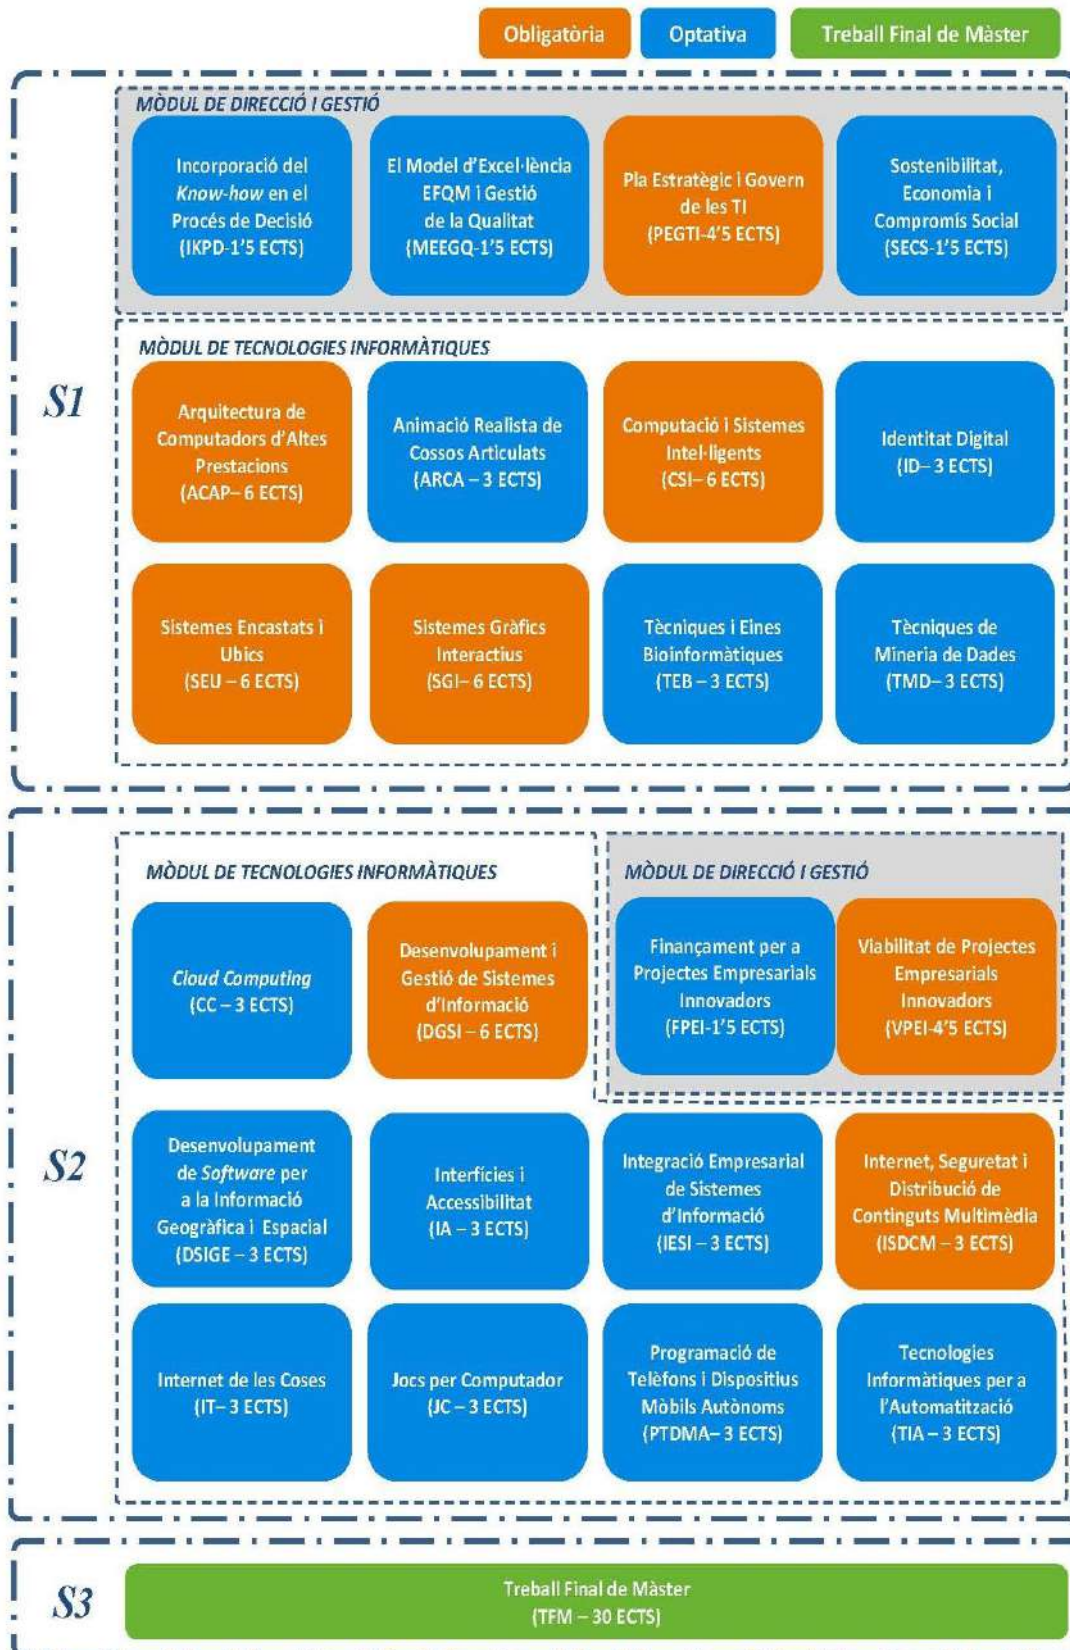 Obligatòria
Optativa
Treball Final de Màster
MÒDUL DE DIRECCIÓ I GESTIÓ
Incorporació del
Know-how en el
Procés de Decisió
(IKPD-1'5 ECTS)
El Model d'Excel·lència
EFQM i Gestió
de la Qualitat
(MEEGQ-1'5 ECTS)
Pla Estratègic i Govern
de les TI
(PEGTI-4'5 ECTS)
Sostenibilitat,
Economia i
Compromís Social
(SECS-1'5 ECTS)
S1
MÒDUL DE TECNOLOGIES INFORMÀTIQUES
Arquitectura de
Computadors d'Altes
Prestacions
(ACAP– 6 ECTS)
Animació Realista de
Cossos Articulats
(ARCA – 3 ECTS)
Computació i Sistemes
Intel·ligents
(CSI– 6 ECTS)
Identitat Digital
(ID– 3 ECTS)
Sistemes Encastats i
Ubics
(SEU – 6 ECTS)
Sistemes Gràfics
Interactius
(SGI– 6 ECTS)
Tècniques i Eines
Bioinformàtiques
(TEB – 3 ECTS)
Tècniques de
Mineria de Dades
(TMD– 3 ECTS)
S2
MÒDUL DE TECNOLOGIES INFORMÀTIQUES
Cloud Computing
(CC – 3 ECTS)
Desenvolupament i
Gestió de Sistemes
d'Informació
(DGSI – 6 ECTS)
MÒDUL DE DIRECCIÓ I GESTIÓ
Finançament per a
Projectes Empresarials
Innovadors
(FPEI-1'5 ECTS)
Viabilitat de Projectes
Empresarials
Innovadors
(VPEI-4'5 ECTS)
Desenvolupament
de Software per
a la Informació
Geogràfica i Espacial
(DSIGE – 3 ECTS)
Interfícies i
Accessibilitat
(IA – 3 ECTS)
Integració Empresarial
de Sistemes
d'Informació
(IESI – 3 ECTS)
Internet, Seguretat i
Distribució de
Continguts Multimèdia
(ISDCM – 3 ECTS)
Internet de les Coses
(IT– 3 ECTS)
Jocs per Computador
(JC – 3 ECTS)
Programació de
Telèfons i Dispositius
Mòbils Autònoms
(PTDMA– 3 ECTS)
Tecnologies
Informàtiques per a
l'Automatització
(TIA – 3 ECTS)
S3
Treball Final de Màster
(TFM – 30 ECTS)